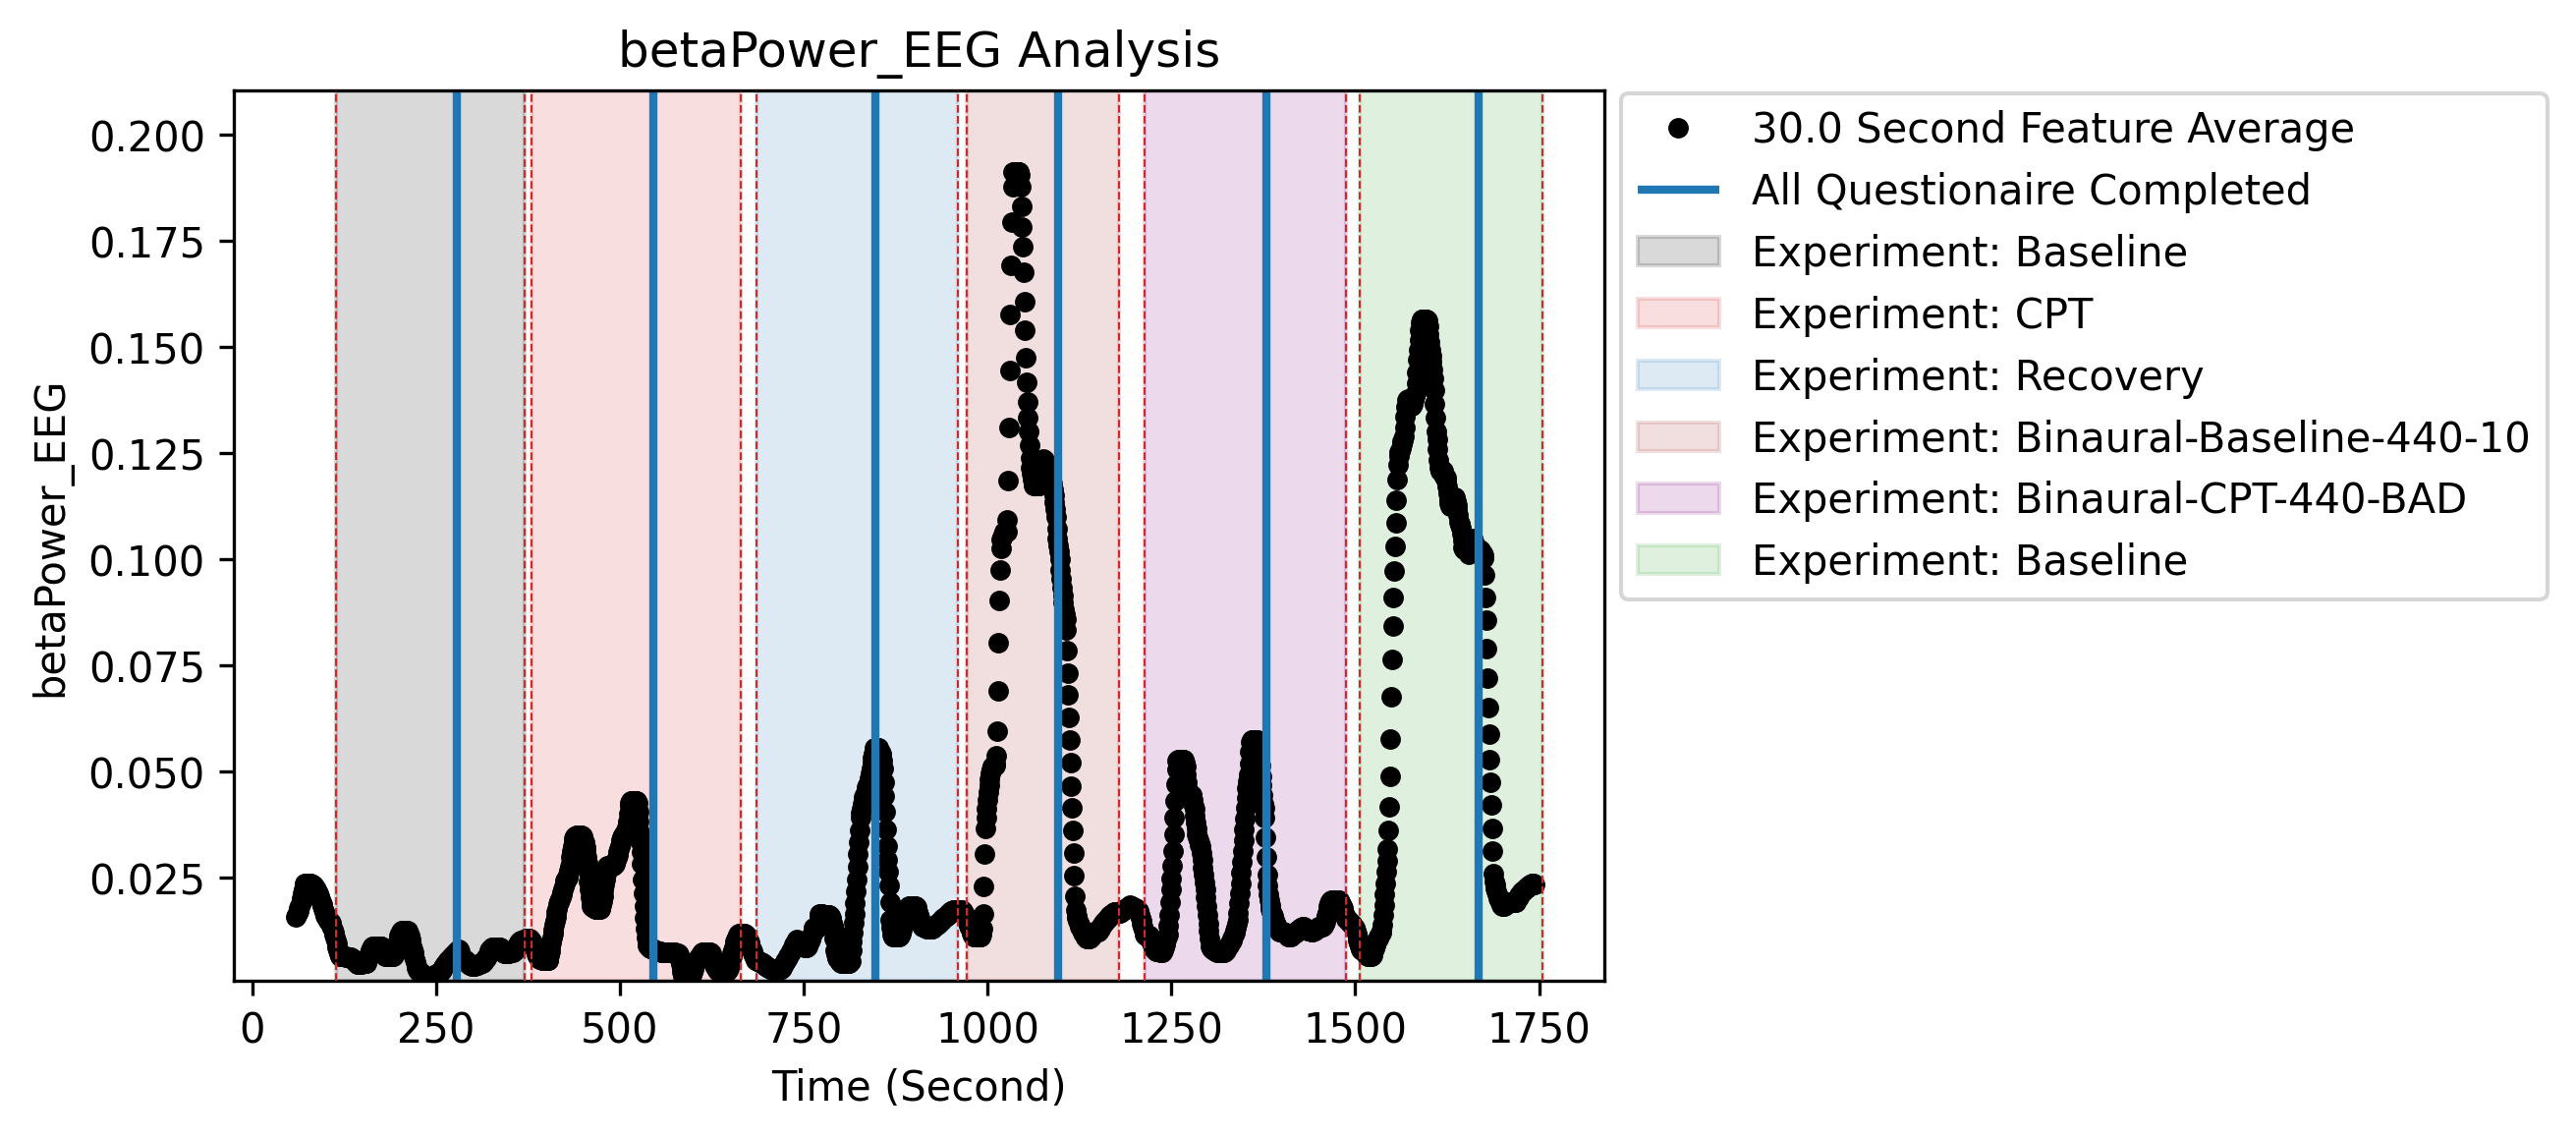 betaPower_EEG Analysis
betaPower_EEG
0.200
0.175
0.150
0.125
0.100
0.075
0.050
0.025
0
250
500
750
1000
1250
1500
1750
Time (Second)
30.0 Second Feature Average
All Questionaire Completed
Experiment: Baseline
Experiment: CPT
Experiment: Recovery
Experiment: Binaural-Baseline-440-10
Experiment: Binaural-CPT-440-BAD
Experiment: Baseline